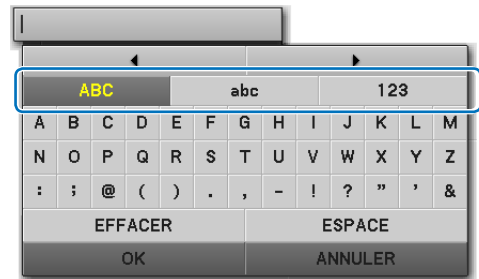 ◀ ▶
ABC abc 123
A B C D E F G H I J K L M
N O P Q R S T U V W X Y Z
: ; @ ( ) . , - ! ? ” ’ &
EFFACER ESPACE
OK ANNULER